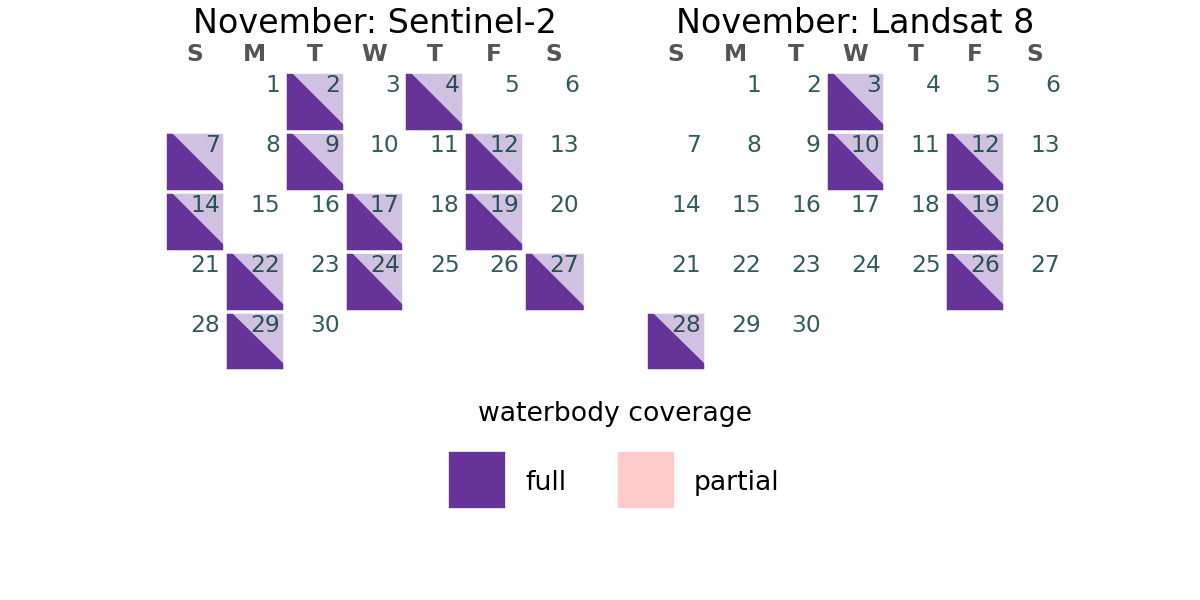 November: Sentinel-2
S M T W T F S
1 2 3 4 5 6
7 8 9 10 11 12 13
14 15 16 17 18 19 20
21 22 23 24 25 26 27
28 29 30
November: Landsat 8
S M T W T F S
1 2 3 4 5 6
7 8 9 10 11 12 13
14 15 16 17 18 19 20
21 22 23 24 25 26 27
28 29 30
waterbody coverage
full partial